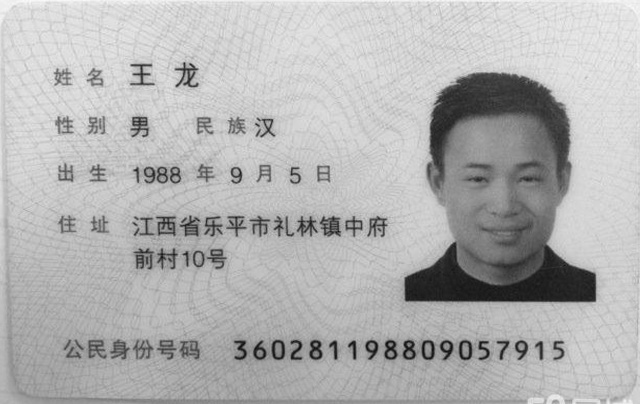 姓名 王龙
性别 男 民族 汉
出生 1988 年 9 月 5 日
住址 江西省乐平市礼林镇中府
前村10号
公民身份号码 360281198809057915